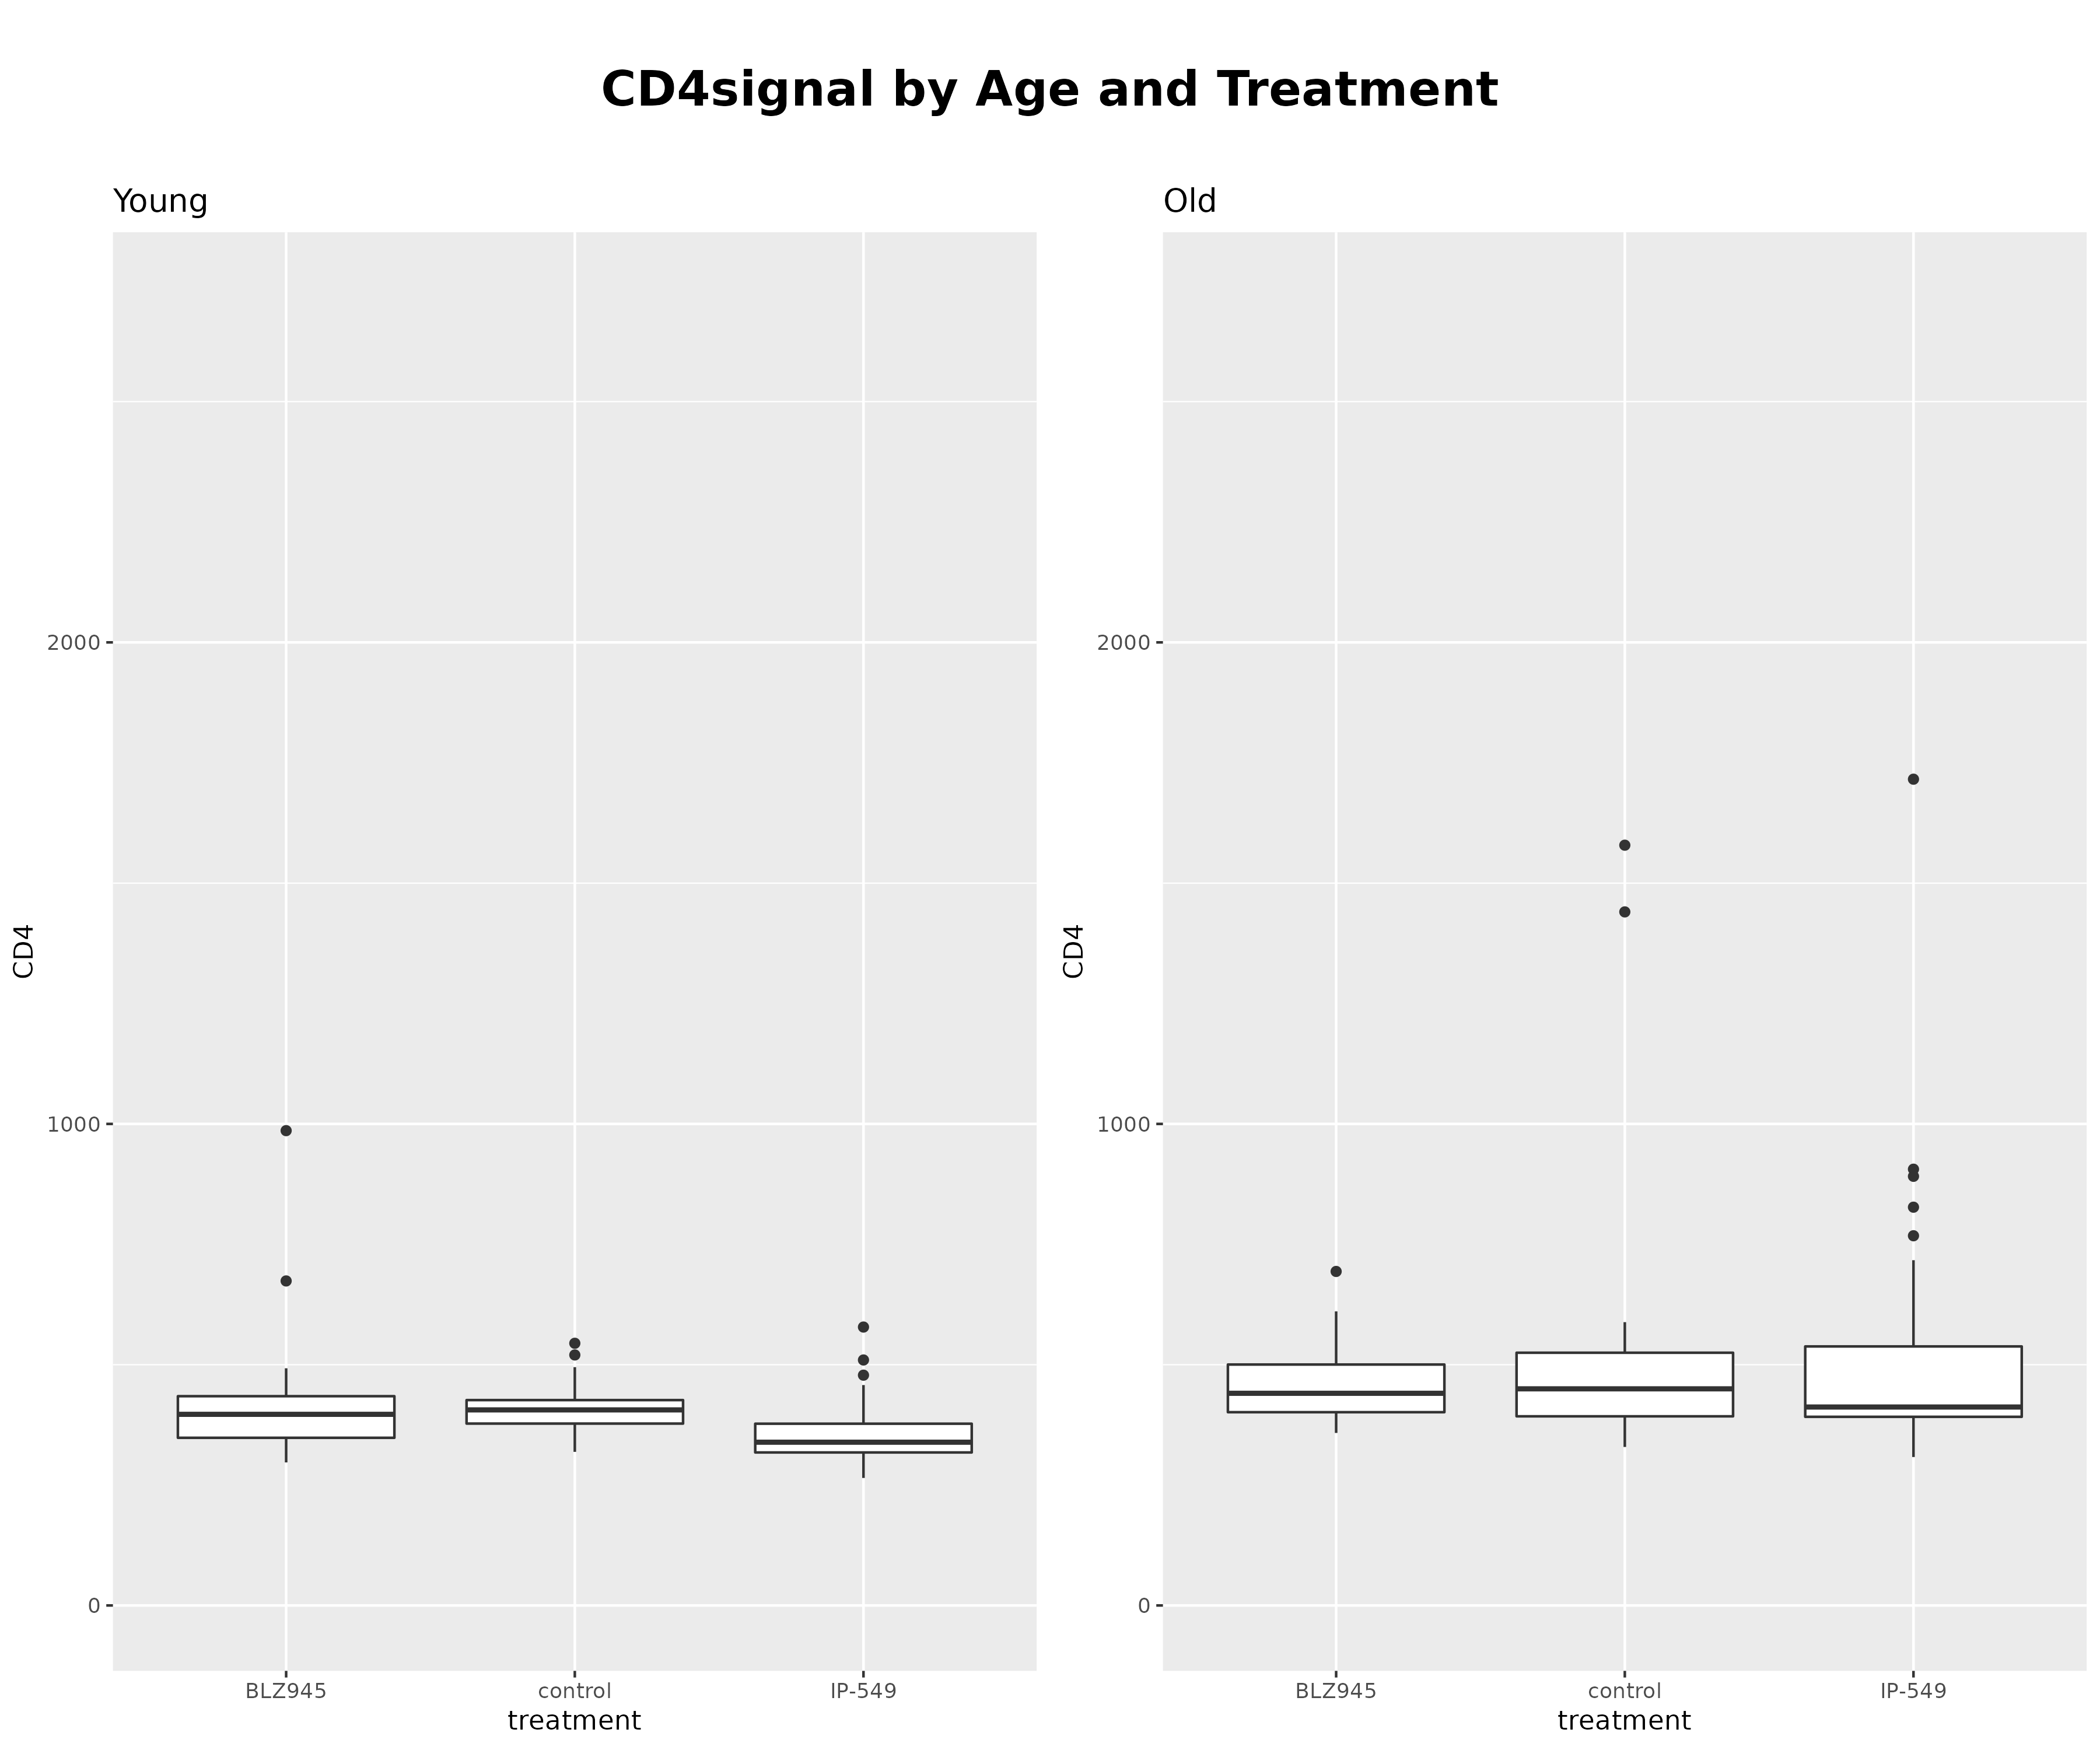 CD4signal by Age and Treatment
Young
CD4
2000
1000
0
BLZ945 control IP-549
treatment
Old
CD4
2000
1000
0
BLZ945 control IP-549
treatment